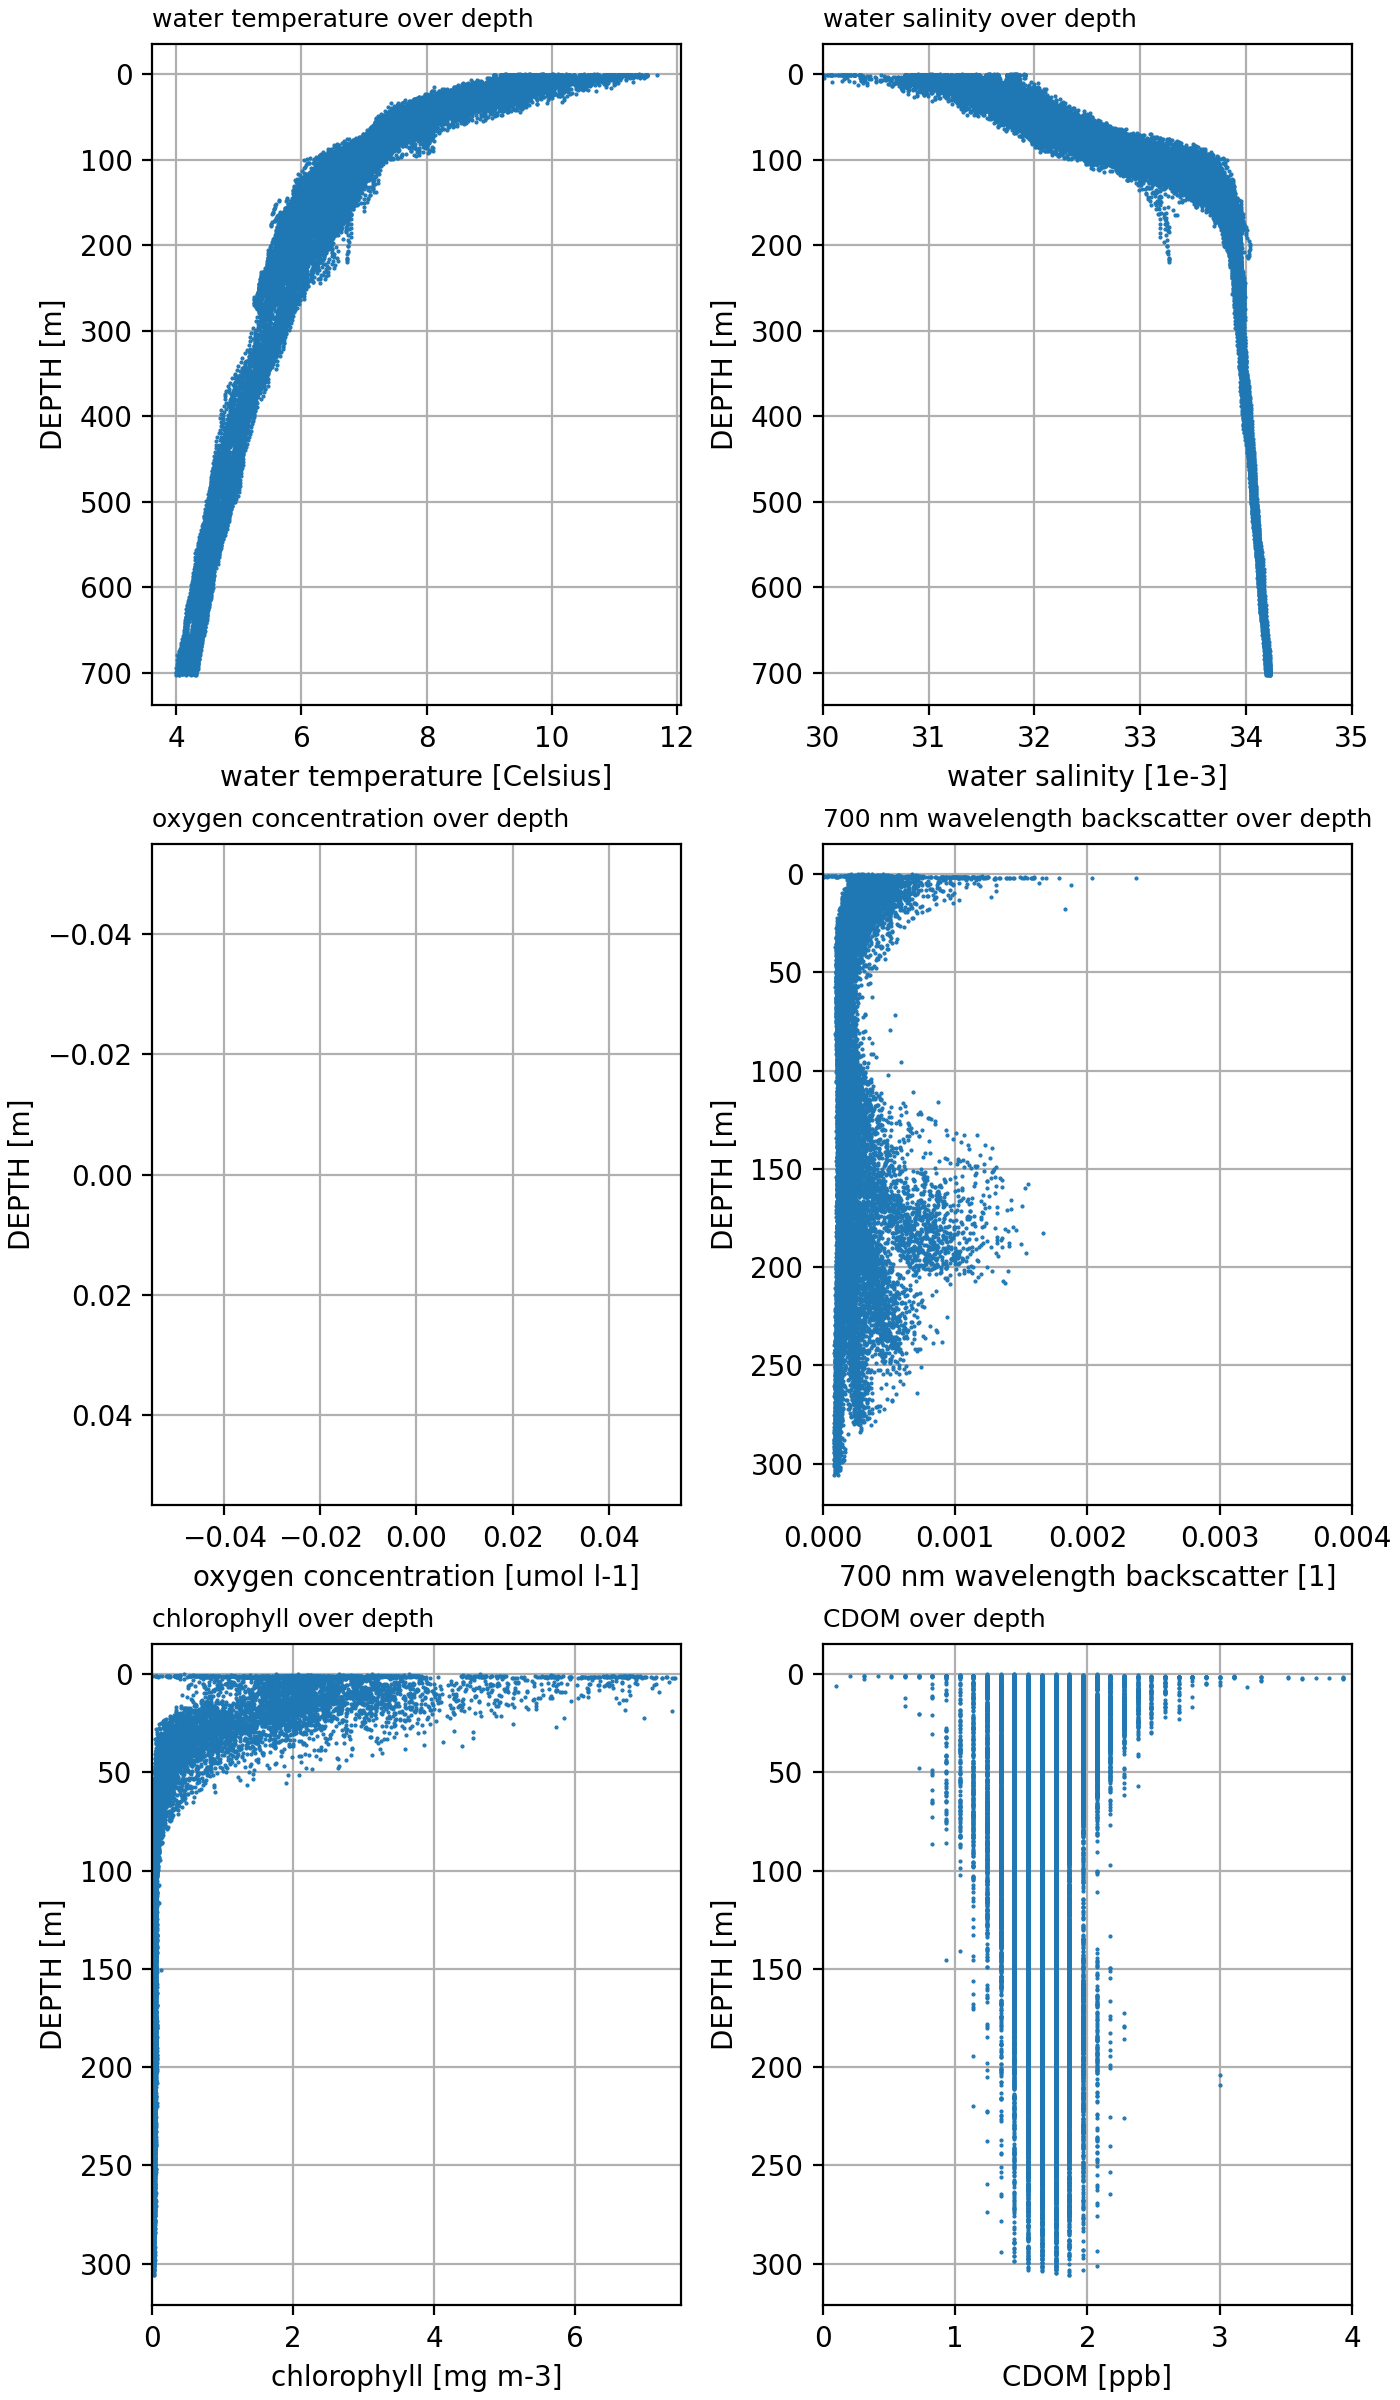 water temperature over depth
0
100
200
300
400
500
600
700
DEPTH [m]
4 6 8 10 12
water temperature [Celsius]
water salinity over depth
0
100
200
300
400
500
600
700
DEPTH [m]
30 31 32 33 34 35
water salinity [1e-3]
oxygen concentration over depth
−0.04
−0.02
0.00
0.02
0.04
DEPTH [m]
−0.04 −0.02 0.00 0.02 0.04
oxygen concentration [umol l-1]
700 nm wavelength backscatter over depth
0
50
100
150
200
250
300
DEPTH [m]
0.000 0.001 0.002 0.003 0.004
700 nm wavelength backscatter [1]
chlorophyll over depth
0
50
100
150
200
250
300
DEPTH [m]
0 2 4 6
chlorophyll [mg m-3]
CDOM over depth
0
50
100
150
200
250
300
DEPTH [m]
0 1 2 3 4
CDOM [ppb]